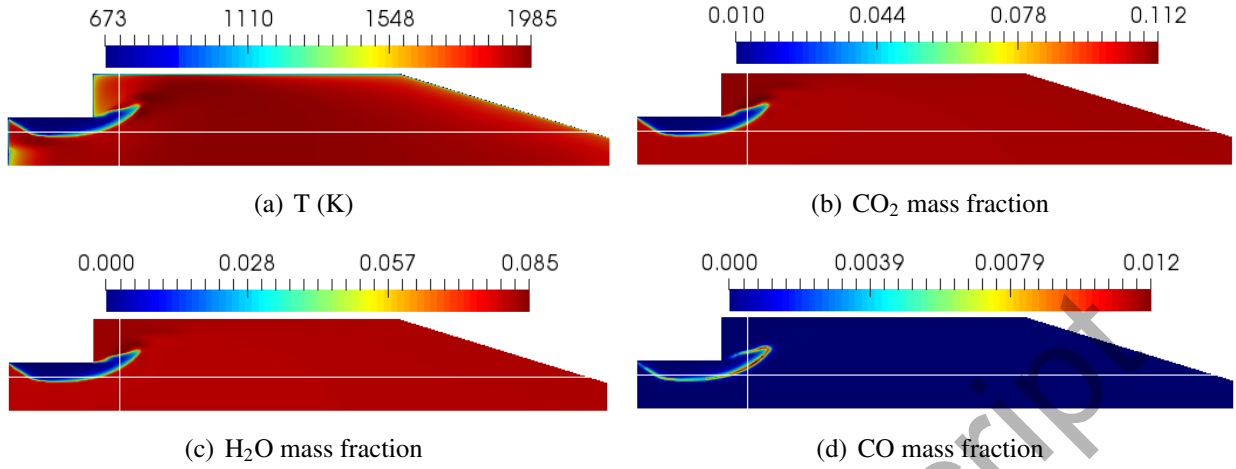 673 1110 1548 1985 0.010 0.044 0.078 0.112
(a) T (K) (b) CO₂ mass fraction
0.000 0.028 0.057 0.085 0.000 0.0039 0.0079 0.012
(c) H₂O mass fraction (d) CO mass fraction